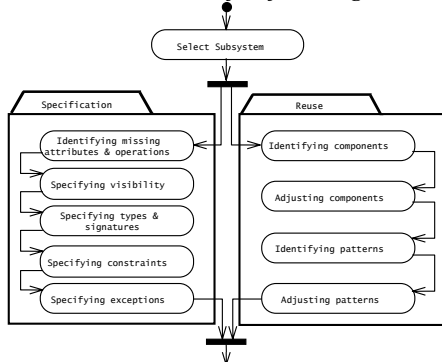 Select Subsystem
Specification
Identifying missing
attributes & operations
Specifying visibility
Specifying types &
signatures
Specifying constraints
Specifying exceptions
Reuse
Identifying components
Adjusting components
Identifying patterns
Adjusting patterns